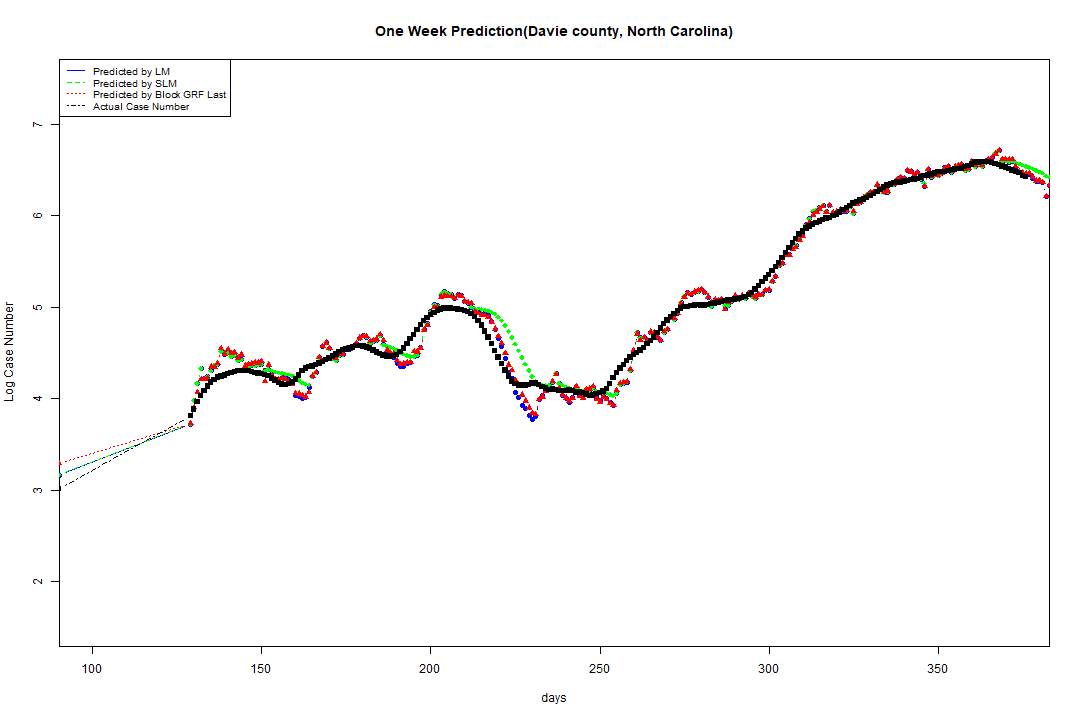 One Week Prediction(Davie county, North Carolina)
Predicted by LM
Predicted by SLM
Predicted by Block GRF Last
Actual Case Number
7
6
5
4
3
2
Log Case Number
100 150 200 250 300 350
days